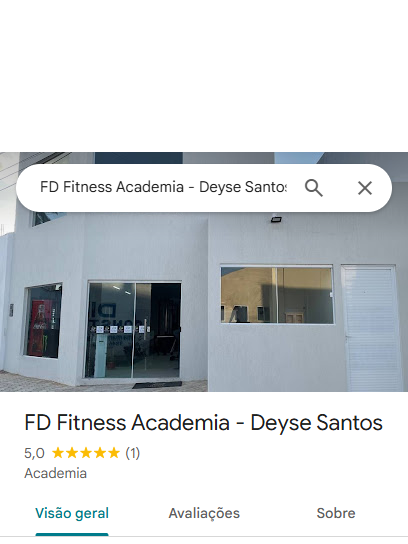 FD Fitness Academia - Deyse Santos
FD Fitness Academia - Deyse Santos
5,0 ★★★★★ (1)
Academia
Visão geral Avaliações Sobre